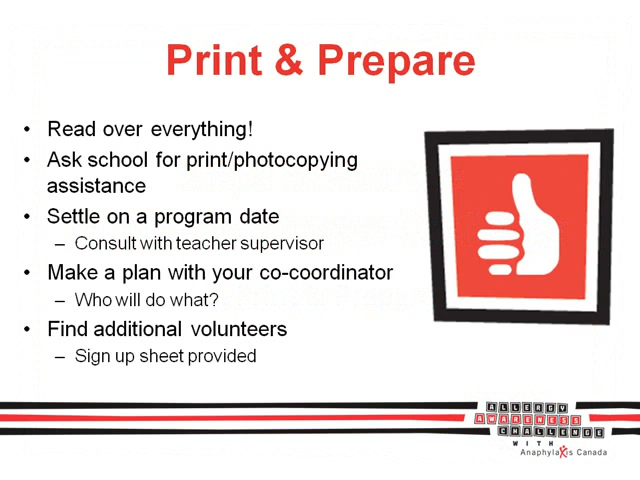 Print & Prepare
• Read over everything!
• Ask school for print/photocopying
assistance
• Settle on a program date
– Consult with teacher supervisor
• Make a plan with your co-coordinator
– Who will do what?
• Find additional volunteers
– Sign up sheet provided
ALLERGY
AWARENESS
CHALLENGE
WITH
Anaphylaxis Canada